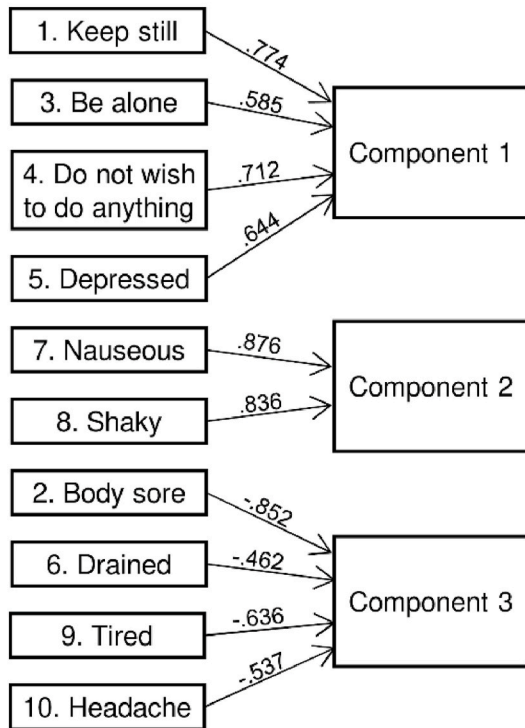 1. Keep still
.774
3. Be alone
.585
Component 1
4. Do not wish
to do anything
.712
5. Depressed
.644
7. Nauseous
.876
Component 2
8. Shaky
.836
2. Body sore
-.852
6. Drained
-.462
Component 3
9. Tired
-.636
10. Headache
-.537